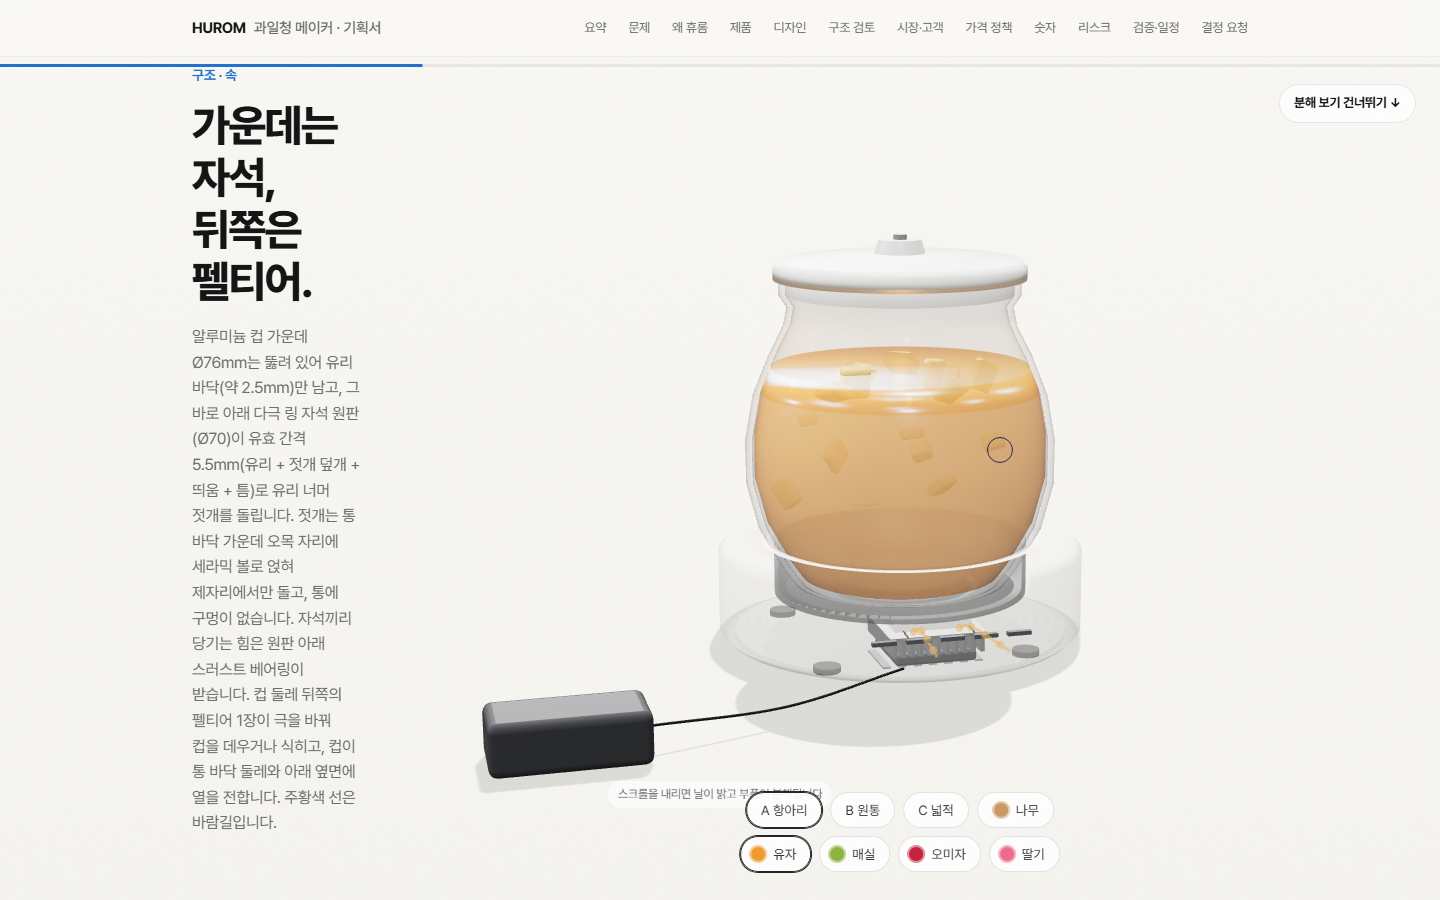 HUROM 과일청 메이커 · 기획서
요약 문제 왜 휴롬 제품 디자인 구조 검토 시장·고객 가격 정책 숫자 리스크 검증·일정 결정 요청
구조 · 속
분해 보기 건너뛰기 ↓
가운데는
자석,
뒤쪽은
펠티어.
알루미늄 컵 가운데
Ø76mm는 뚫려 있어 유리
바닥(약 2.5mm)만 남고, 그
바로 아래 다극 링 자석 원판
(Ø70)이 유효 간격
5.5mm(유리 + 젓개 덮개 +
띄움 + 틈)로 유리 너머
젓개를 돌립니다. 젓개는 통
바닥 가운데 오목 자리에
세라믹 볼로 얹혀
제자리에서만 돌고, 통에
구멍이 없습니다. 자석끼리
당기는 힘은 원판 아래
스러스트 베어링이
받습니다. 컵 둘레 뒤쪽의
펠티어 1장이 극을 바꿔
컵을 데우거나 식히고, 컵이
통 바닥 둘레와 아래 옆면에
열을 전합니다. 주황색 선은
바람길입니다.
스크롤을 내리면 날이 밝고
A 항아리 B 원통 C 넓적 나무
유자 매실 오미자 딸기